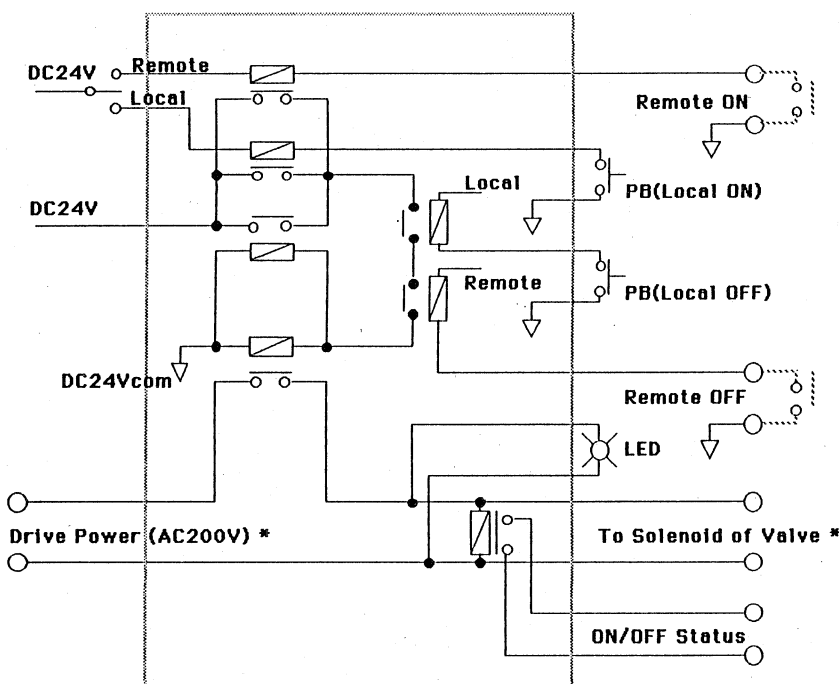 DC24V
Remote
Local
Remote ON
Local
PB(Local ON)
DC24V
Remote
PB(Local OFF)
DC24Vcom
Remote OFF
LED
Drive Power (AC200V) *
To Solenoid of Valve *
ON/OFF Status